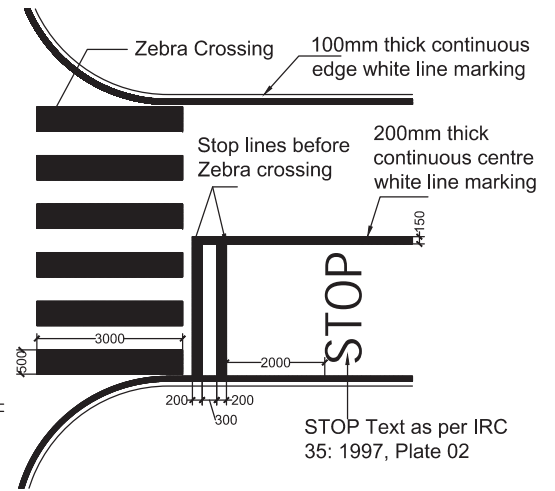 Zebra Crossing
100mm thick continuous
edge white line marking
Stop lines before
Zebra crossing
200mm thick
continuous centre
white line marking
150
STOP
3000
500
2000
200
200
300
STOP Text as per IRC
35: 1997, Plate 02